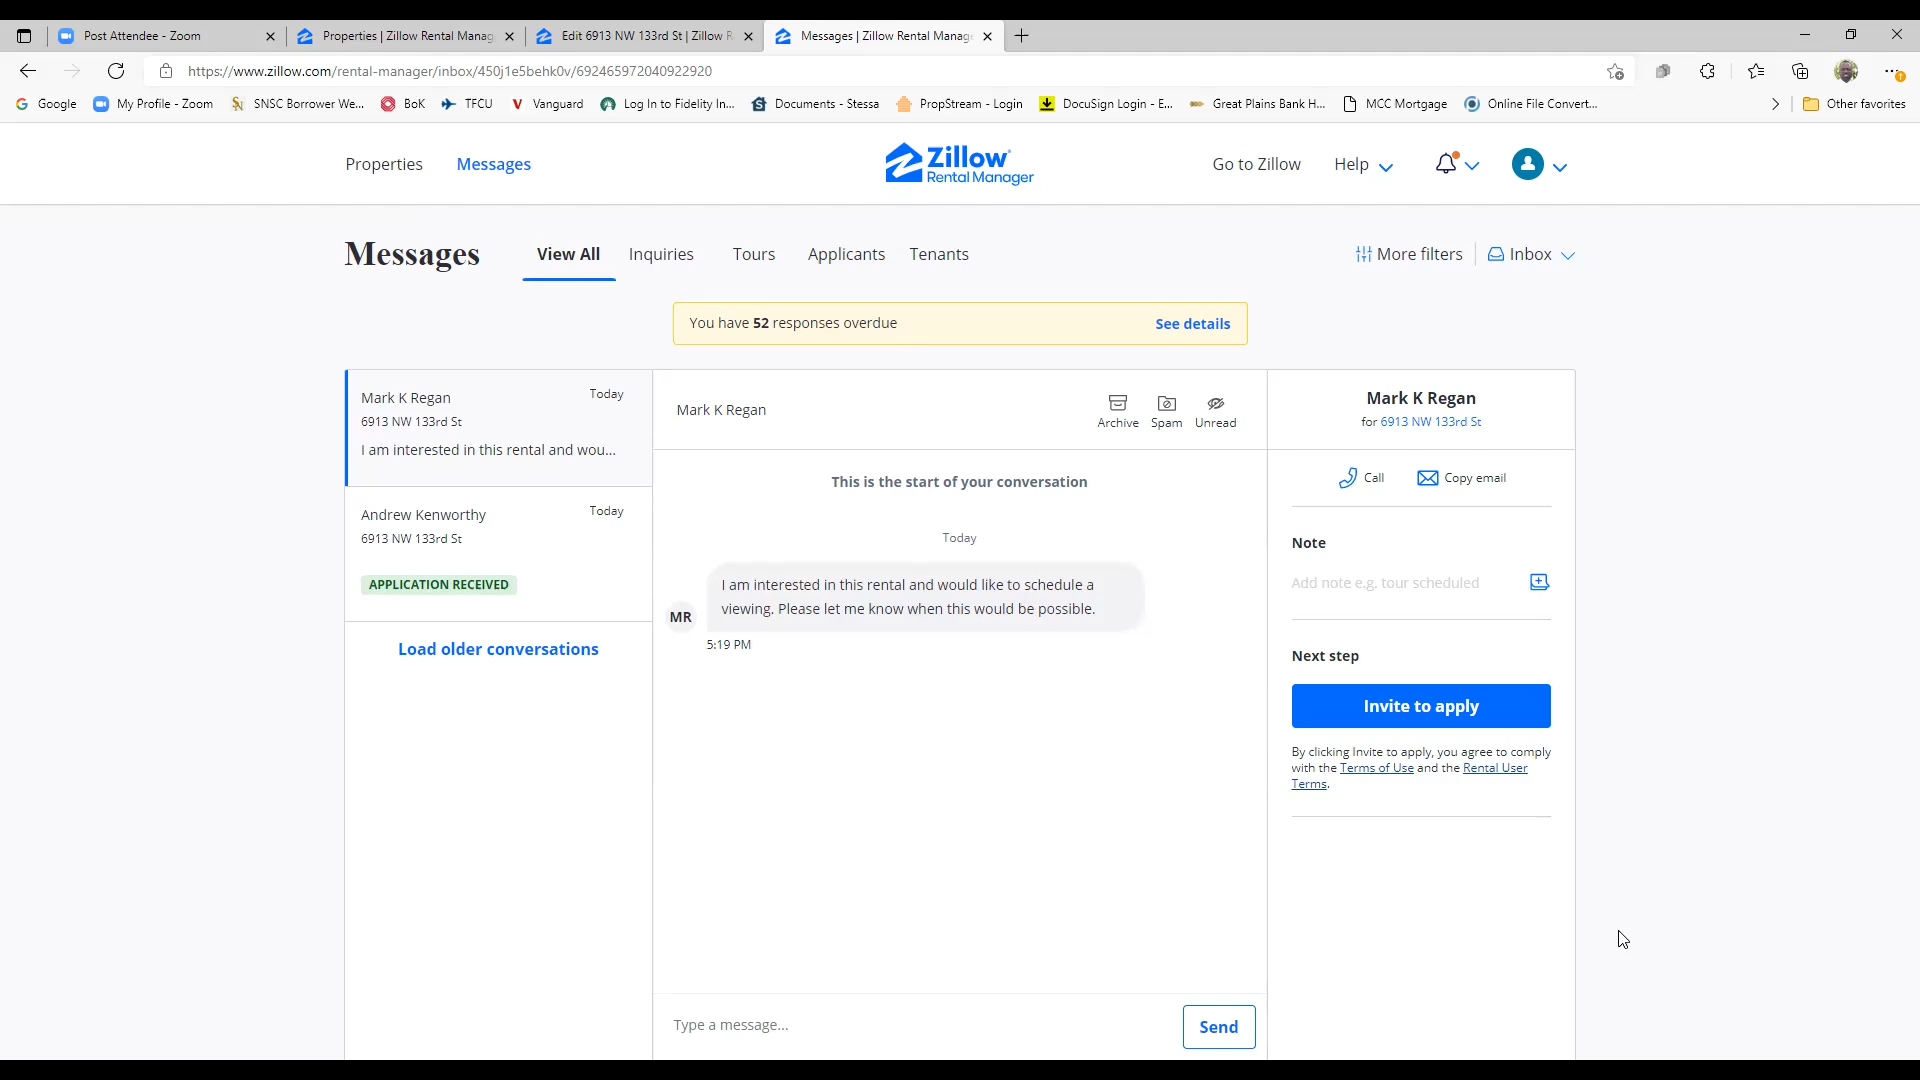 Post Attendee - Zoom
Properties | Zillow Rental Manag
Edit 6913 NW 133rd St | Zillow R
Messages | Zillow Rental Manage
https://www.zillow.com/rental-manager/inbox/450j1e5behk0v/692465972040922920
Google
My Profile - Zoom
SNSC Borrower We...
BoK
TFCU
Vanguard
Log In to Fidelity In...
Documents - Stessa
PropStream - Login
DocuSign Login - E...
Great Plains Bank H...
MCC Mortgage
Online File Convert...
Other favorites
Properties
Messages
Zillow
Rental Manager
Go to Zillow
Help
Messages
View All
Inquiries
Tours
Applicants
Tenants
More filters
Inbox
You have 52 responses overdue
See details
Mark K Regan
Today
6913 NW 133rd St
I am interested in this rental and wou...
Andrew Kenworthy
Today
6913 NW 133rd St
APPLICATION RECEIVED
Load older conversations
Mark K Regan
Archive
Spam
Unread
This is the start of your conversation
Today
I am interested in this rental and would like to schedule a
viewing. Please let me know when this would be possible.
MR
5:19 PM
Type a message...
Send
Mark K Regan
for 6913 NW 133rd St
Call
Copy email
Note
Add note e.g. tour scheduled
Next step
Invite to apply
By clicking Invite to apply, you agree to comply
with the Terms of Use and the Rental User
Terms.